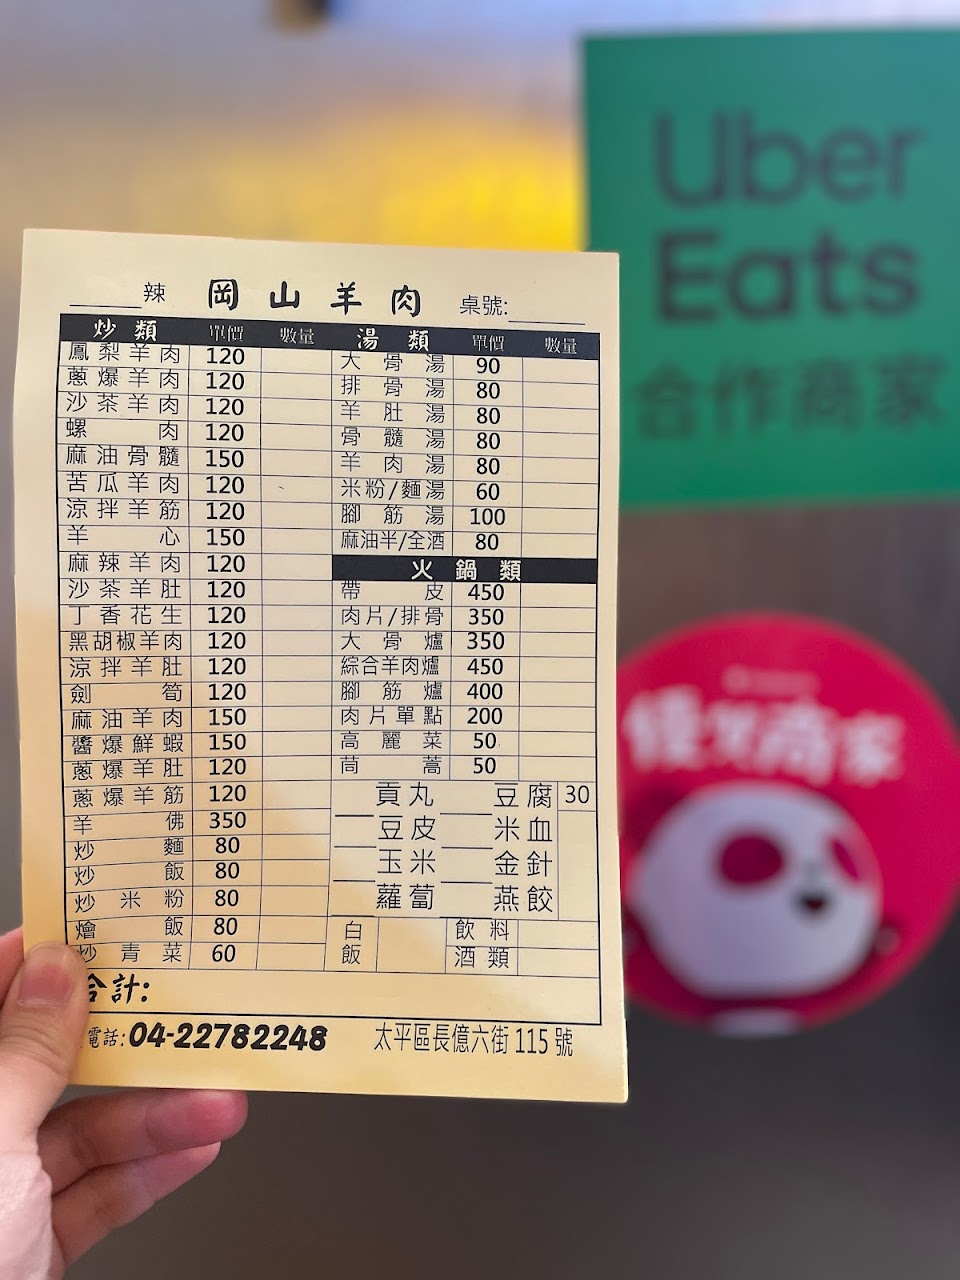 Uber
Eats
合作商家
優質商家
辣 岡山羊肉 桌號:
炒類 單價 數量
鳳梨羊肉 120
蔥爆羊肉 120
沙茶羊肉 120
螺肉 120
麻油骨髓 150
苦瓜羊肉 120
涼拌羊筋 120
羊心 150
麻辣羊肉 120
沙茶羊肚 120
丁香花生 120
黑胡椒羊肉 120
涼拌羊肚 120
劍筍 120
麻油羊肉 150
醬爆鮮蝦 150
蔥爆羊肚 120
蔥爆羊筋 120
羊佛 350
炒麵 80
炒飯 80
炒米粉 80
燴飯 80
炒青菜 60
湯類 單價 數量
大骨湯 90
排骨湯 80
羊肚湯 80
骨髓湯 80
羊肉湯 80
米粉/麵湯 60
腳筋湯 100
麻油半/全酒 80
火鍋類
帶皮 450
肉片/排骨 350
大骨爐 350
綜合羊肉爐 450
腳筋爐 400
肉片單點 200
高麗菜 50
茼蒿 50
貢丸 豆腐 30
豆皮 米血
玉米 金針
蘿蔔 燕餃
白飯 飲料
酒類
合計:
電話:04-22782248 太平區長億六街115號